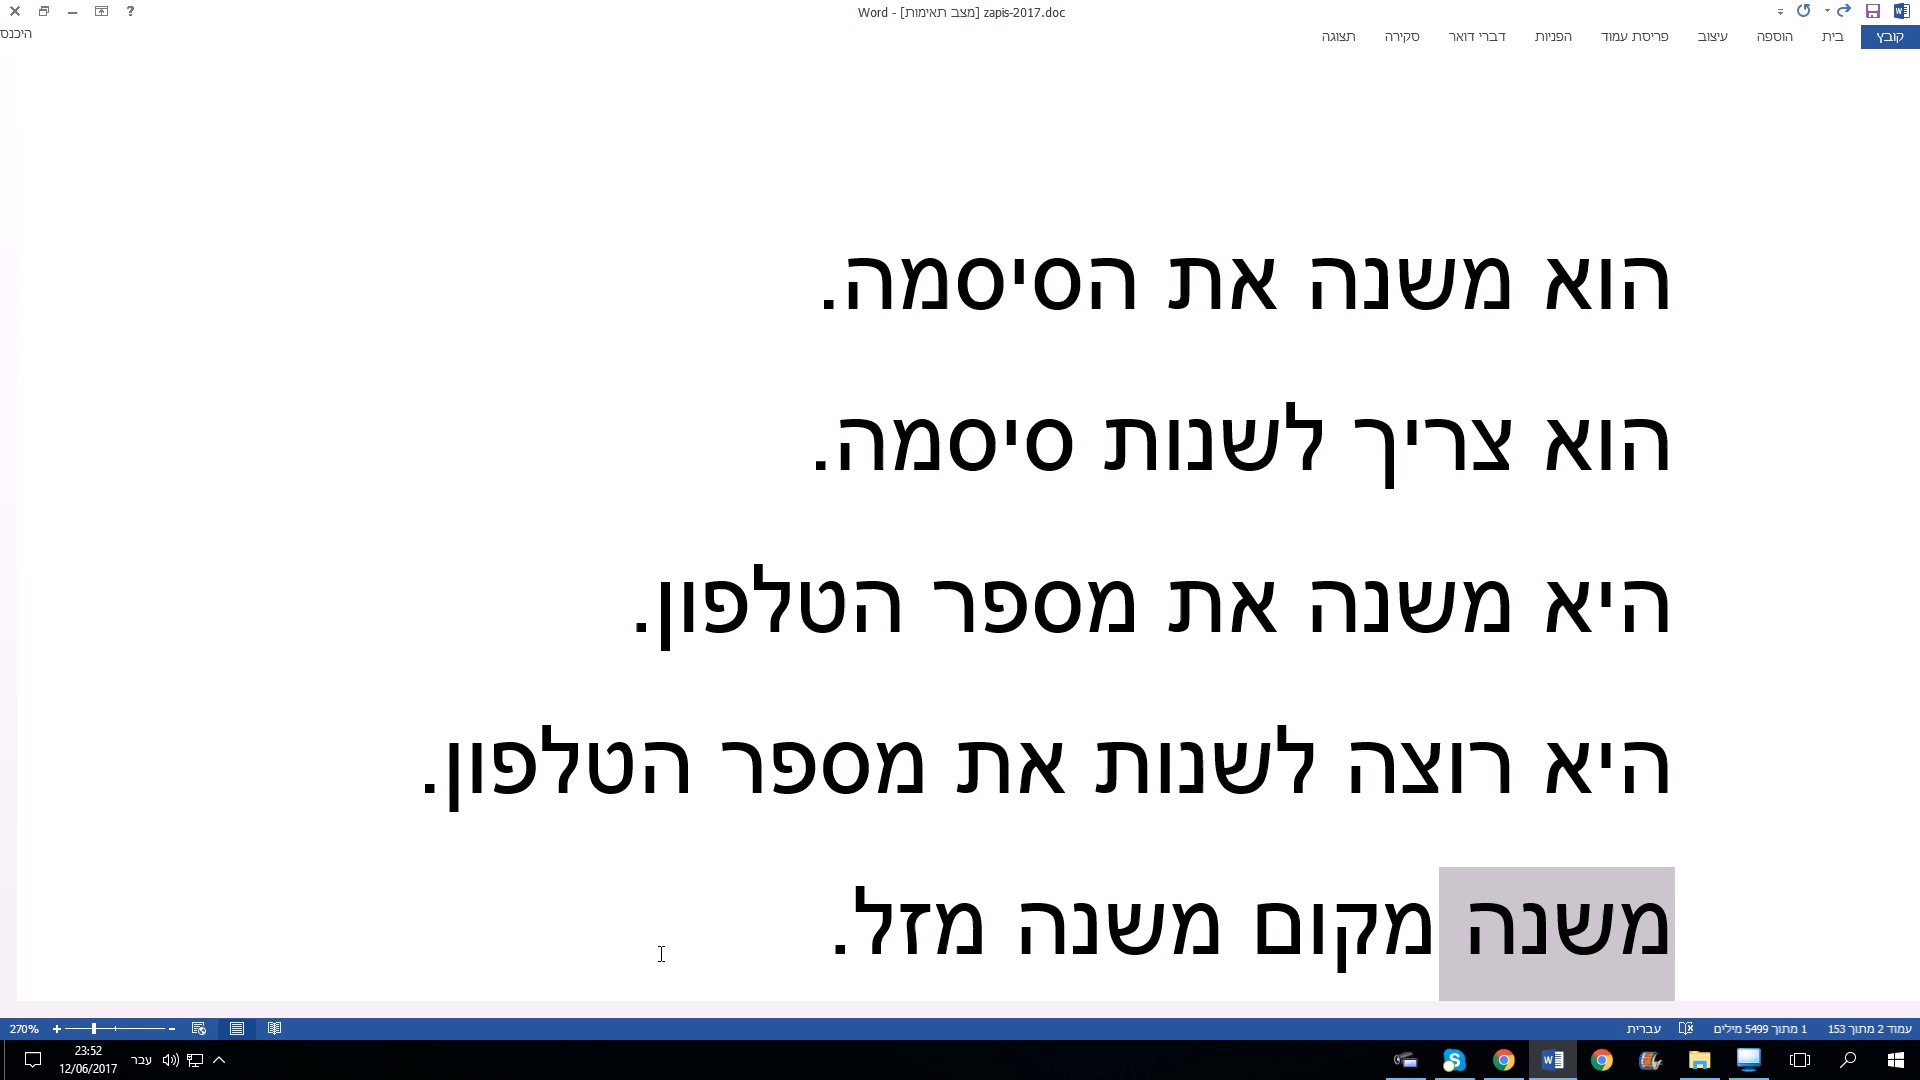 zapis-2017.doc [מצב תאימות] - Word
היכנס
קובץ בית הוספה עיצוב פריסת עמוד הפניות דברי דואר סקירה תצוגה
הוא משנה את הסיסמה.
הוא צריך לשנות סיסמה.
היא משנה את מספר הטלפון.
היא רוצה לשנות את מספר הטלפון.
משנה מקום משנה מזל.
עמוד 2 מתוך 153 1 מתוך 5499 מילים עברית 270%
עבר 23:52
12/06/2017